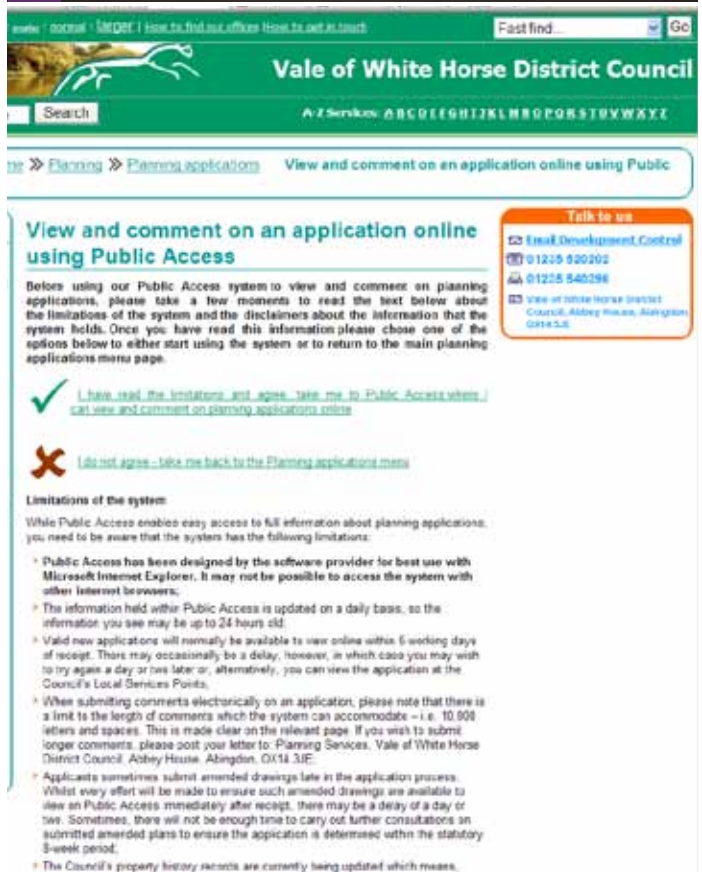 smaller · normal · larger | How to find our offices | How to get in touch
Fast find...
Go
Vale of White Horse District Council
Search
A-Z Services: A B C D E F G H I J K L M N O P Q R S T U V W X Y Z
me » Planning » Planning applications View and comment on an application online using Public
View and comment on an application online
using Public Access
Before using our Public Access system to view and comment on planning
applications, please take a few moments to read the text below about
the limitations of the system and the disclaimers about the information that the
system holds. Once you have read this information please chose one of the
options below to either start using the system or to return to the main planning
applications menu page.
I have read the limitations and agree, take me to Public Access where I
can view and comment on planning applications online
I do not agree - take me back to the Planning applications menu
Limitations of the system
While Public Access enables easy access to full information about planning applications,
you need to be aware that the system has the following limitations:
Public Access has been designed by the software provider for best use with
Microsoft Internet Explorer. It may not be possible to access the system with
other internet browsers;
The information held within Public Access is updated on a daily basis, so the
information you see may be up to 24 hours old;
Valid new applications will normally be available to view online within 5 working days
of receipt. There may occasionally be a delay, however, in which case you may wish
to try again a day or two later or, alternatively, you can view the application at the
Council's Local Services Points;
When submitting comments electronically on an application, please note that there is
a limit to the length of comments which the system can accommodate – i.e. 10,000
letters and spaces. This is made clear on the relevant page. If you wish to submit
longer comments, please post your letter to: Planning Services, Vale of White Horse
District Council, Abbey House, Abingdon, OX14 3JE;
Applicants sometimes submit amended drawings late in the application process.
Whilst every effort will be made to ensure such amended drawings are available to
view on Public Access immediately after receipt, there may be a delay of a day or
two. Sometimes, there will not be enough time to carry out further consultations on
submitted amended plans to ensure the application is determined within the statutory
8-week period;
The Council's property history records are currently being updated which means,
Talk to us
Email Development Control
01235 520202
01235 540396
Vale of White Horse District
Council, Abbey House, Abingdon,
OX14 3JE